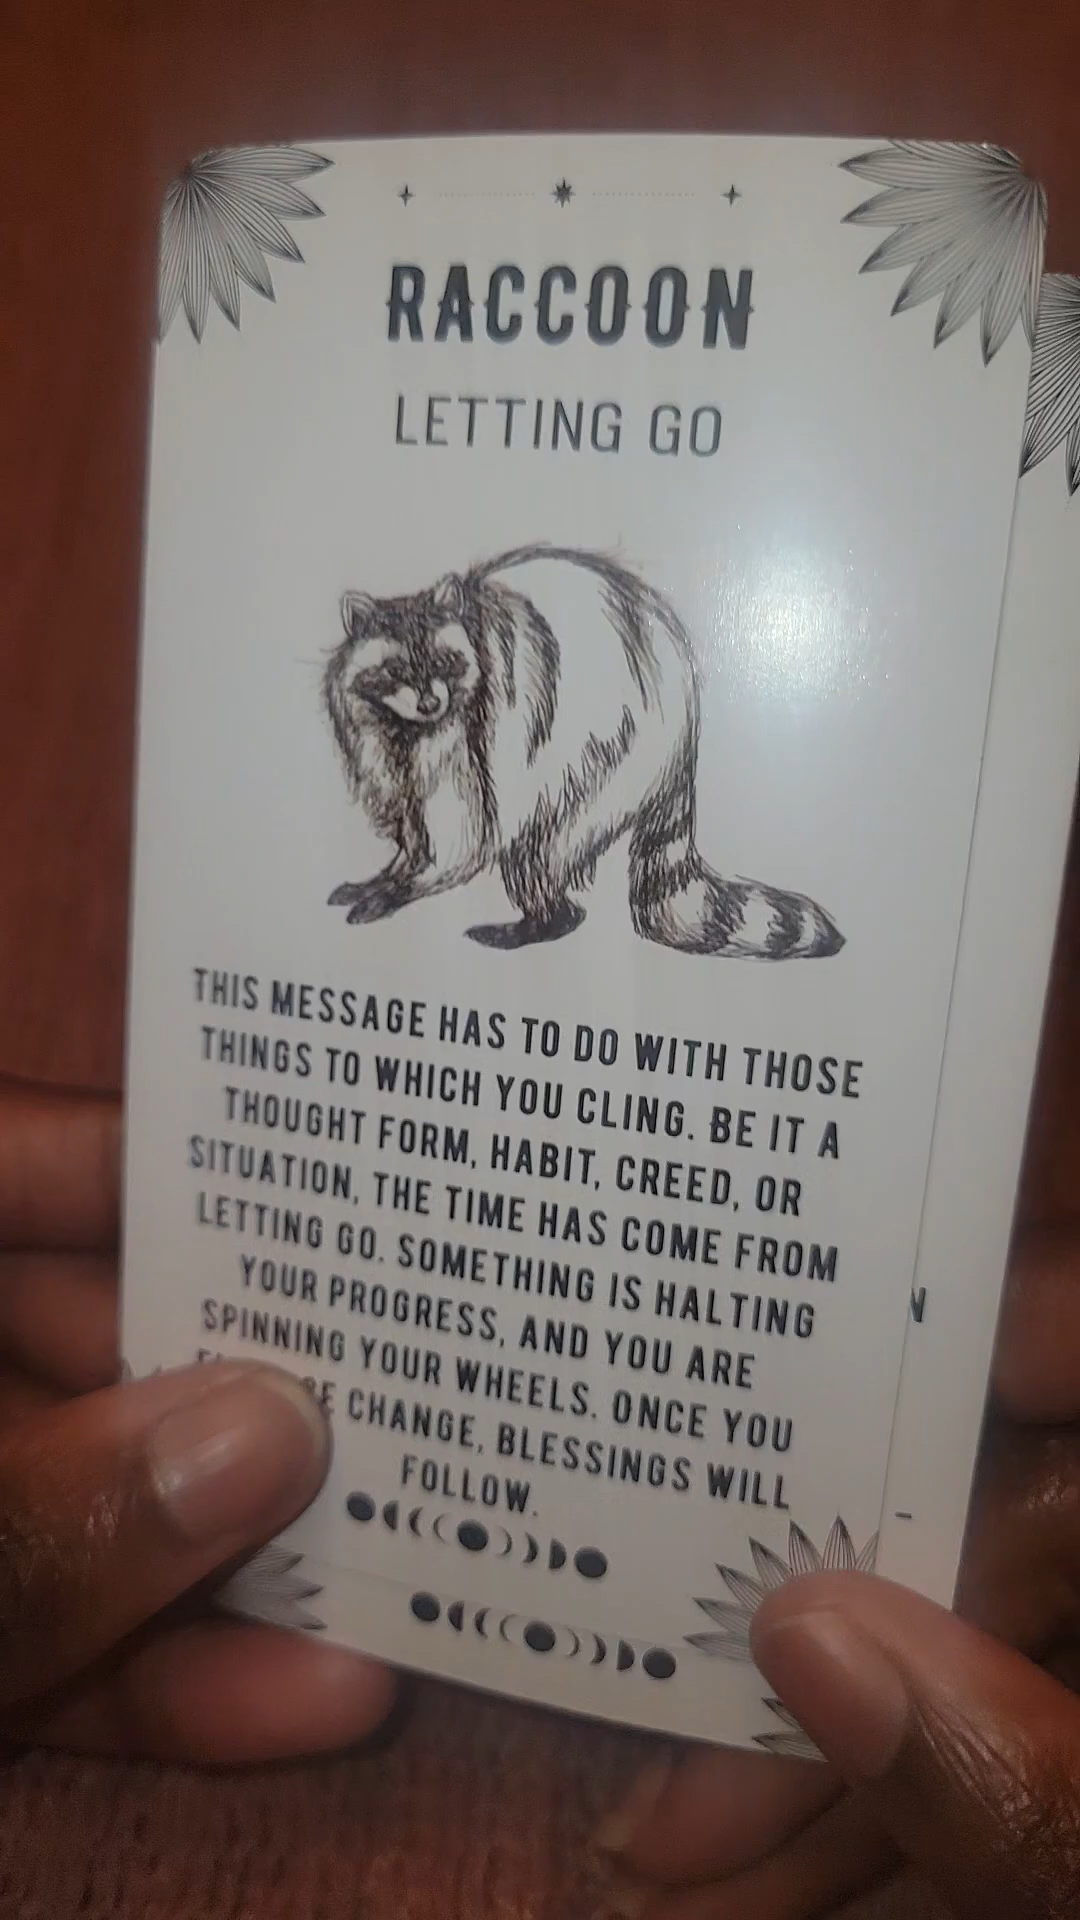 RACCOON
LETTING GO
THIS MESSAGE HAS TO DO WITH THOSE
THINGS TO WHICH YOU CLING. BE IT A
THOUGHT FORM, HABIT, CREED, OR
SITUATION, THE TIME HAS COME FROM
LETTING GO. SOMETHING IS HALTING
YOUR PROGRESS, AND YOU ARE
SPINNING YOUR WHEELS. ONCE YOU
CHANGE, BLESSINGS WILL
FOLLOW.
N